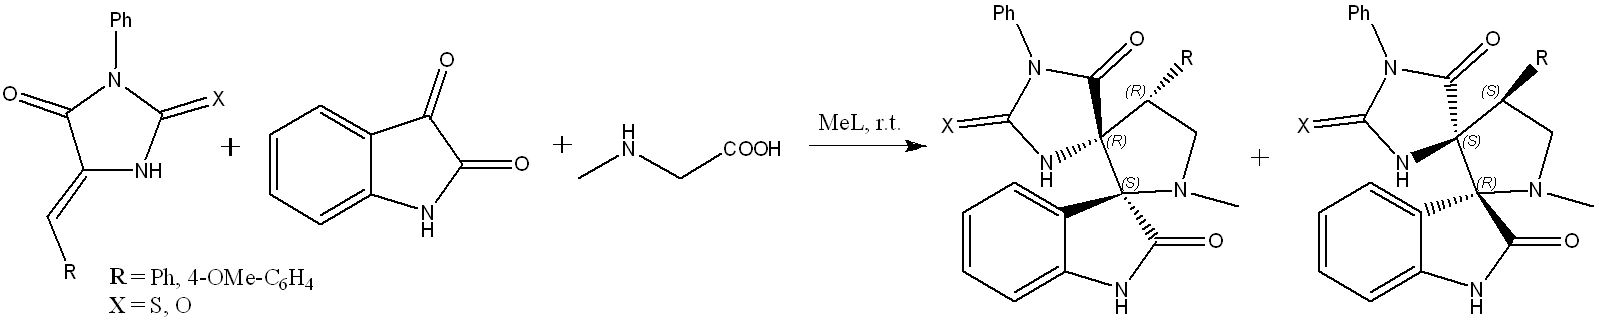 Ph
N
O
X
NH
R
R = Ph, 4-OMe-C6H4
X = S, O
+
O
O
N
H
+
H
N
COOH
MeL, r.t.
Ph
N
O
R
(R)
X
N
H
(R)
(S)
N
O
N
H
+
Ph
N
O
R
(S)
X
N
H
(S)
(R)
N
O
N
H